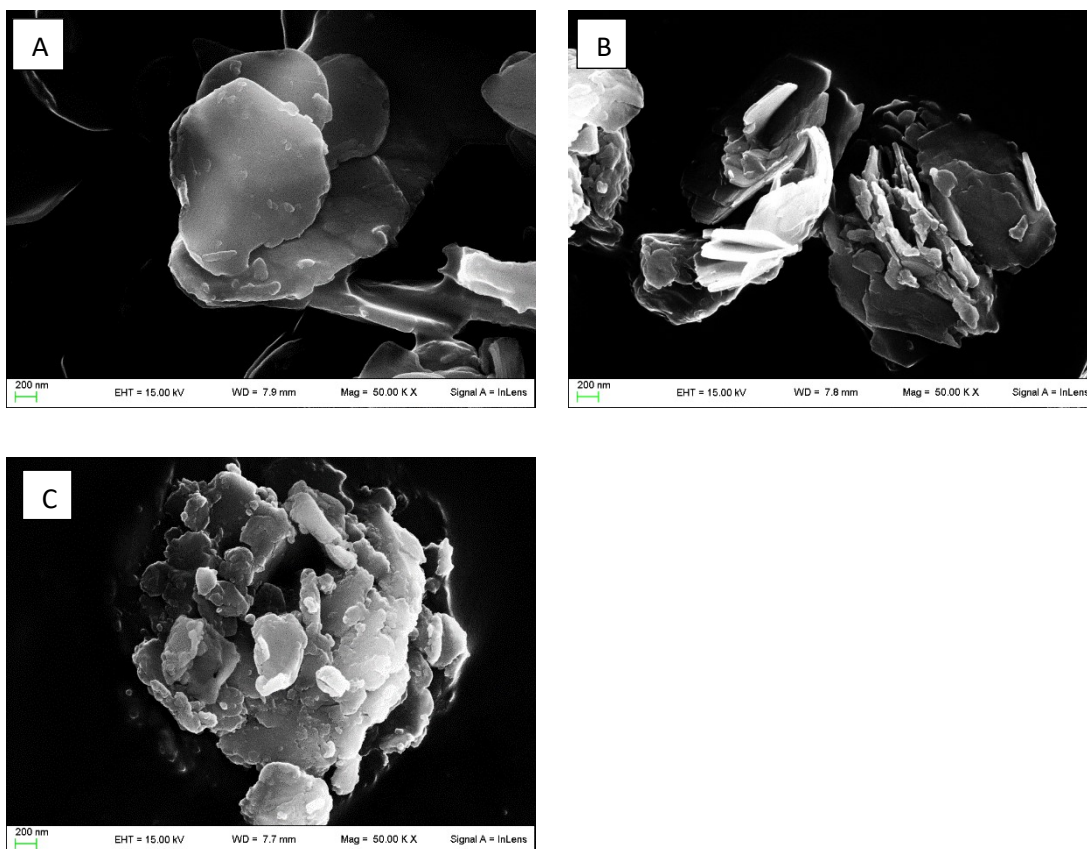 A
B
200 nm EHT = 15.00 kV WD = 7.9 mm Mag = 50.00 K X Signal A = InLens
200 nm EHT = 15.00 kV WD = 7.8 mm Mag = 50.00 K X Signal A = InLens
C
200 nm EHT = 15.00 kV WD = 7.7 mm Mag = 50.00 K X Signal A = InLens